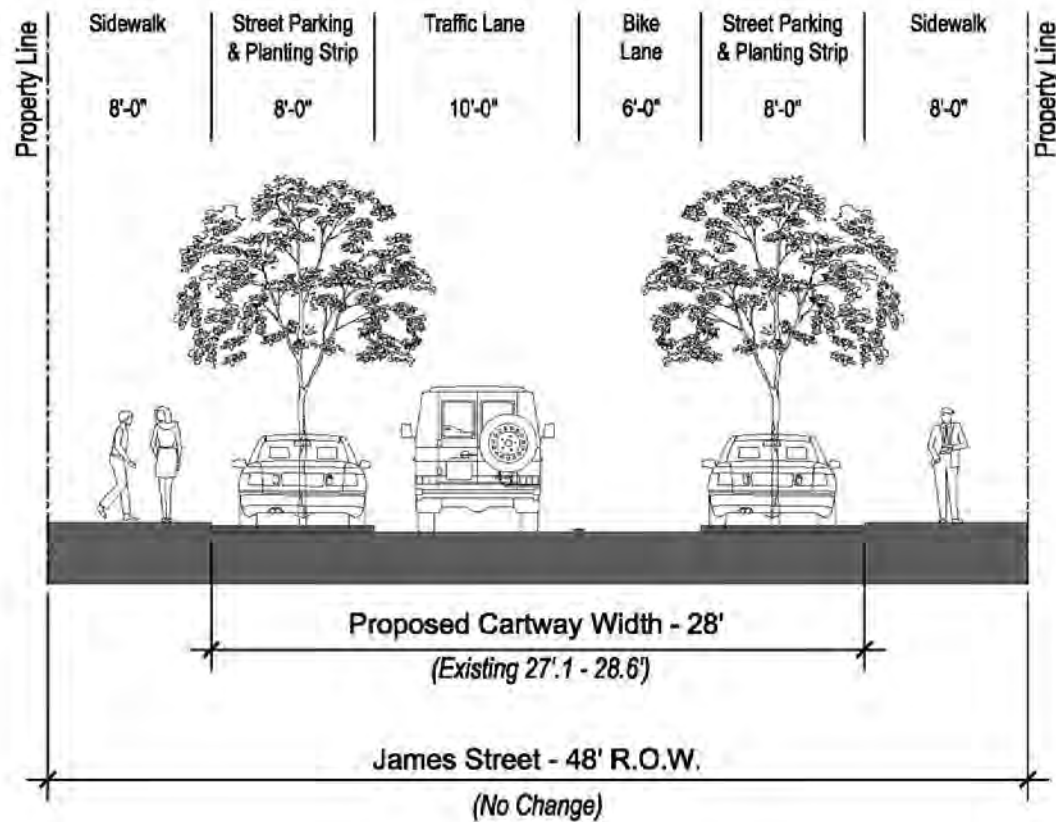 Property Line
Sidewalk
8'-0"
Street Parking
& Planting Strip
8'-0"
Traffic Lane
10'-0"
Bike
Lane
6'-0"
Street Parking
& Planting Strip
8'-0"
Sidewalk
8'-0"
Property Line
Proposed Cartway Width - 28'
(Existing 27'.1 - 28.6')
James Street - 48' R.O.W.
(No Change)